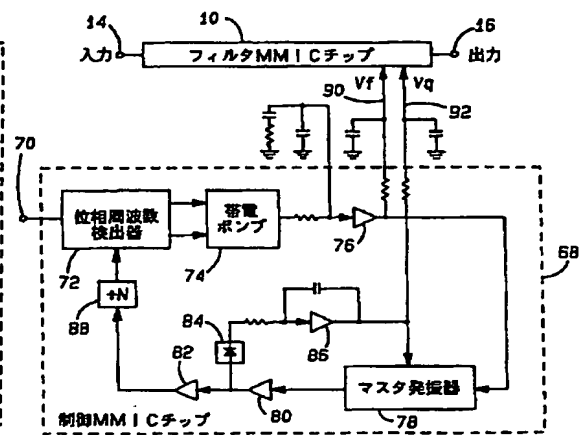 14
10
16
入力
フィルタMMICチップ
出力
Vf
Vq
90
92
70
位相周波数
検出器
帯電
ポンプ
72
74
76
68
÷N
88
84
86
82
80
マスタ発振器
78
制御MMICチップ